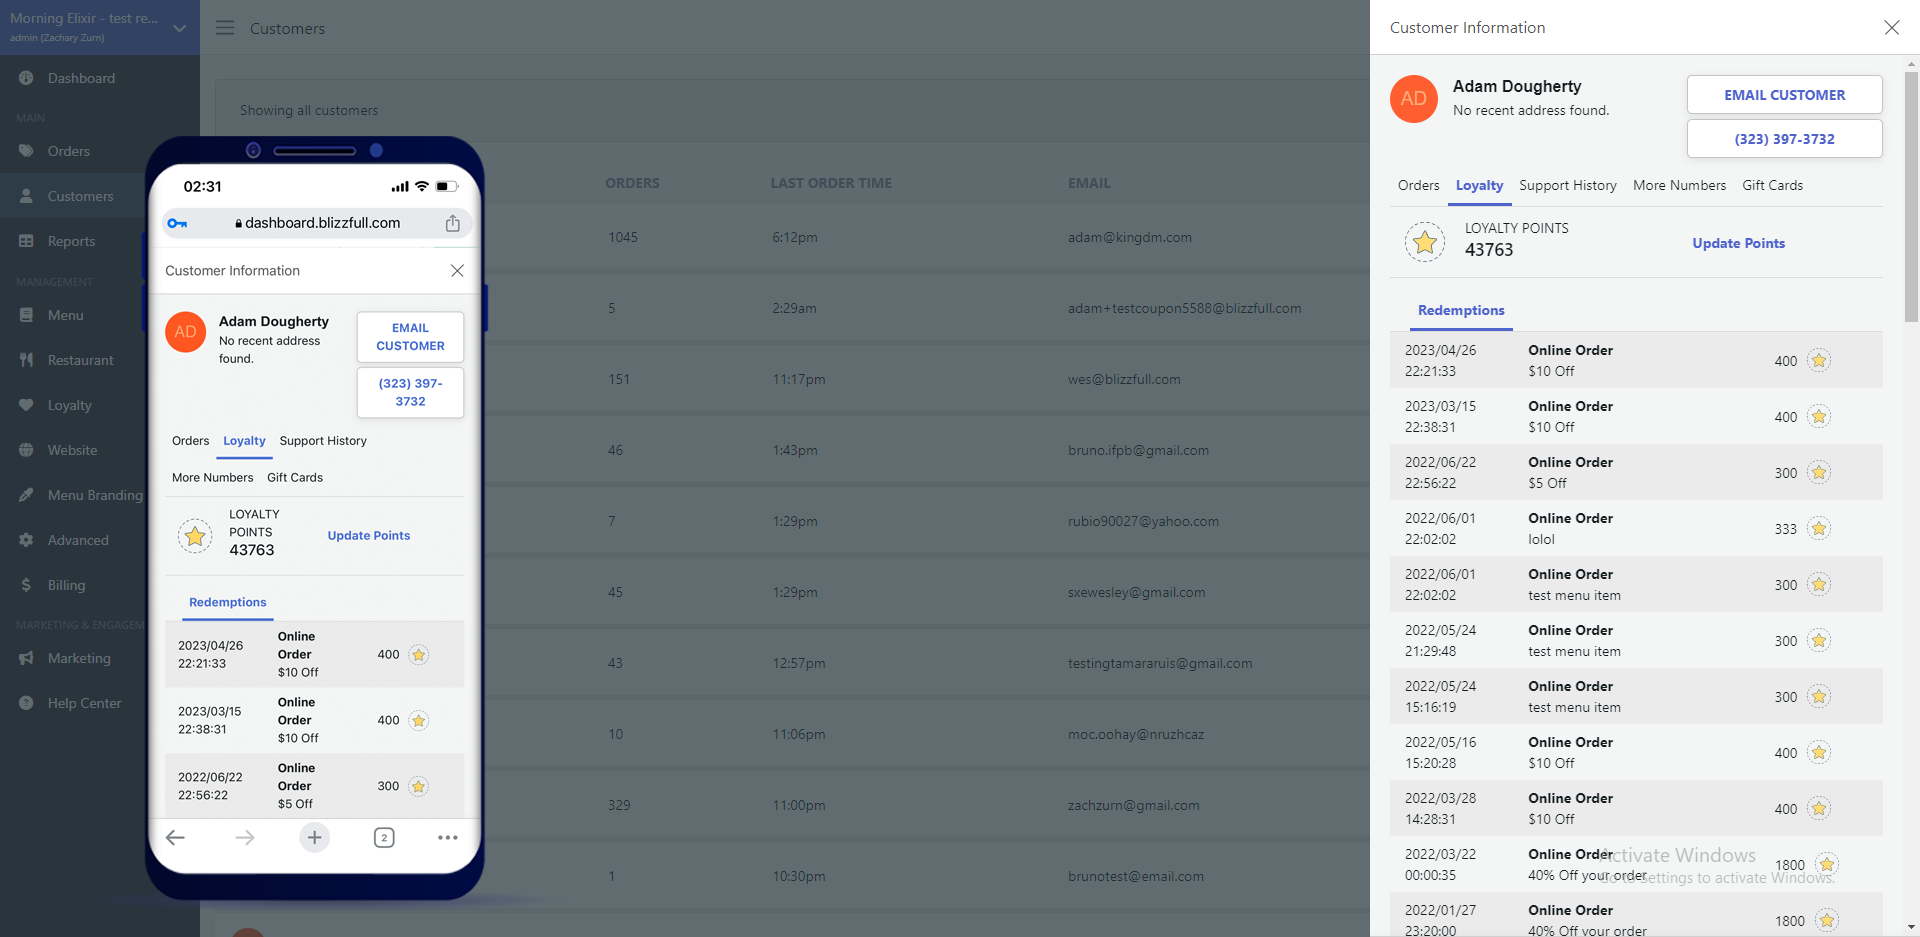 Morning Elixir - test re...
admin (Zachary Zurn)
Dashboard
MAIN
Orders
Customers
Reports
MANAGEMENT
Menu
Restaurant
Loyalty
Website
Menu Branding
Advanced
Billing
MARKETING & ENGAGEM
Marketing
Help Center
Customers
Showing all customers
ORDERS LAST ORDER TIME EMAIL
1045 6:12pm adam@kingdm.com
5 2:29am adam+testcoupon5588@blizzfull.com
151 11:17pm wes@blizzfull.com
46 1:43pm bruno.ifpb@gmail.com
7 1:29pm rubio90027@yahoo.com
45 1:29pm sxewesley@gmail.com
43 12:57pm testingtamararuis@gmail.com
10 11:06pm moc.oohay@nruzhcaz
329 11:00pm zachzurn@gmail.com
1 10:30pm brunotest@email.com
02:31
dashboard.blizzfull.com
Customer Information
AD
Adam Dougherty
No recent address
found.
EMAIL
CUSTOMER
(323) 397-
3732
Orders Loyalty Support History
More Numbers Gift Cards
LOYALTY
POINTS
43763
Update Points
Redemptions
2023/04/26
22:21:33
Online
Order
$10 Off
400
2023/03/15
22:38:31
Online
Order
$10 Off
400
2022/06/22
22:56:22
Online
Order
$5 Off
300
2
Customer Information
AD
Adam Dougherty
No recent address found.
EMAIL CUSTOMER
(323) 397-3732
Orders Loyalty Support History More Numbers Gift Cards
LOYALTY POINTS
43763
Update Points
Redemptions
2023/04/26 Online Order
22:21:33 $10 Off
400
2023/03/15 Online Order
22:38:31 $10 Off
400
2022/06/22 Online Order
22:56:22 $5 Off
300
2022/06/01 Online Order
22:02:02 lolol
333
2022/06/01 Online Order
22:02:02 test menu item
300
2022/05/24 Online Order
21:29:48 test menu item
300
2022/05/24 Online Order
15:16:19 test menu item
300
2022/05/16 Online Order
15:20:28 $10 Off
400
2022/03/28 Online Order
14:28:31 $10 Off
400
2022/03/22 Online Order
00:00:35 40% Off your order
1800
2022/01/27 Online Order
23:20:00 40% Off your order
1800
Activate Windows
Go to Settings to activate Windows.